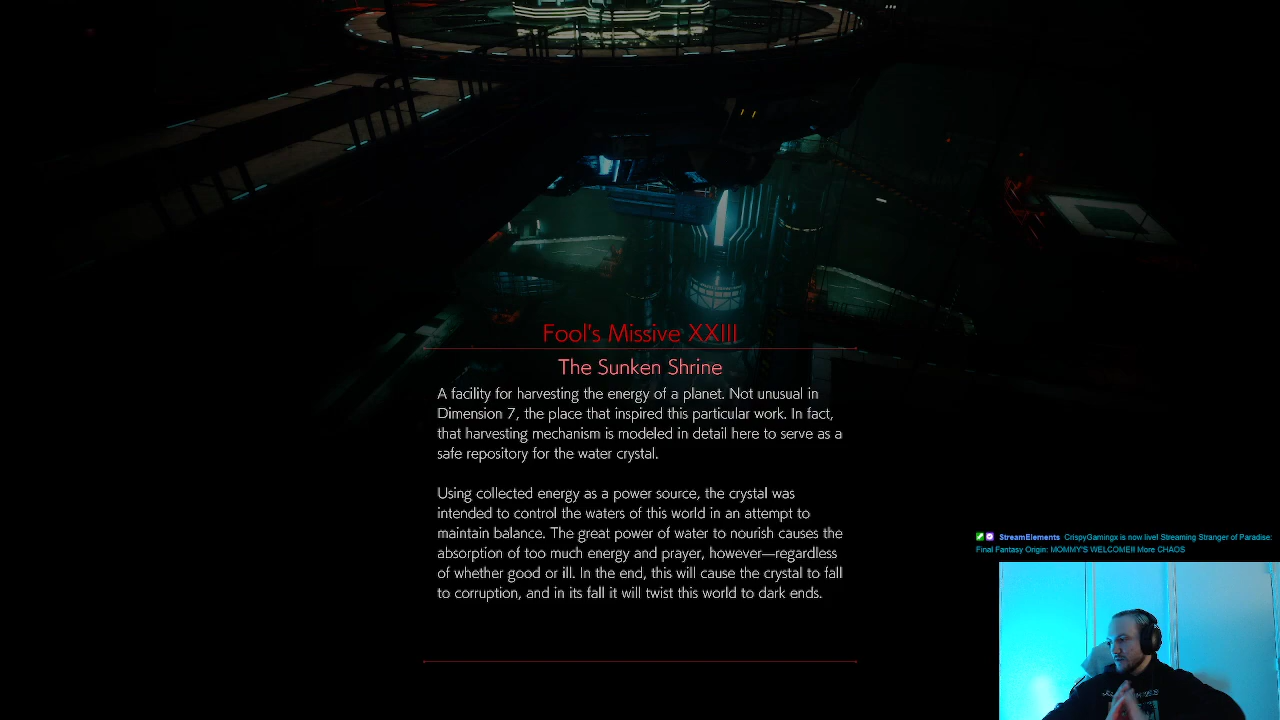 Fool's Missive XXIII
The Sunken Shrine
A facility for harvesting the energy of a planet. Not unusual in
Dimension 7, the place that inspired this particular work. In fact,
that harvesting mechanism is modeled in detail here to serve as a
safe repository for the water crystal.
Using collected energy as a power source, the crystal was
intended to control the waters of this world in an attempt to
maintain balance. The great power of water to nourish causes the
absorption of too much energy and prayer, however—regardless
of whether good or ill. In the end, this will cause the crystal to fall
to corruption, and in its fall it will twist this world to dark ends.
StreamElements CrispyGamingx is now live! Streaming Stranger of Paradise:
Final Fantasy Origin: MOMMY'S WELCOME!! More CHAOS